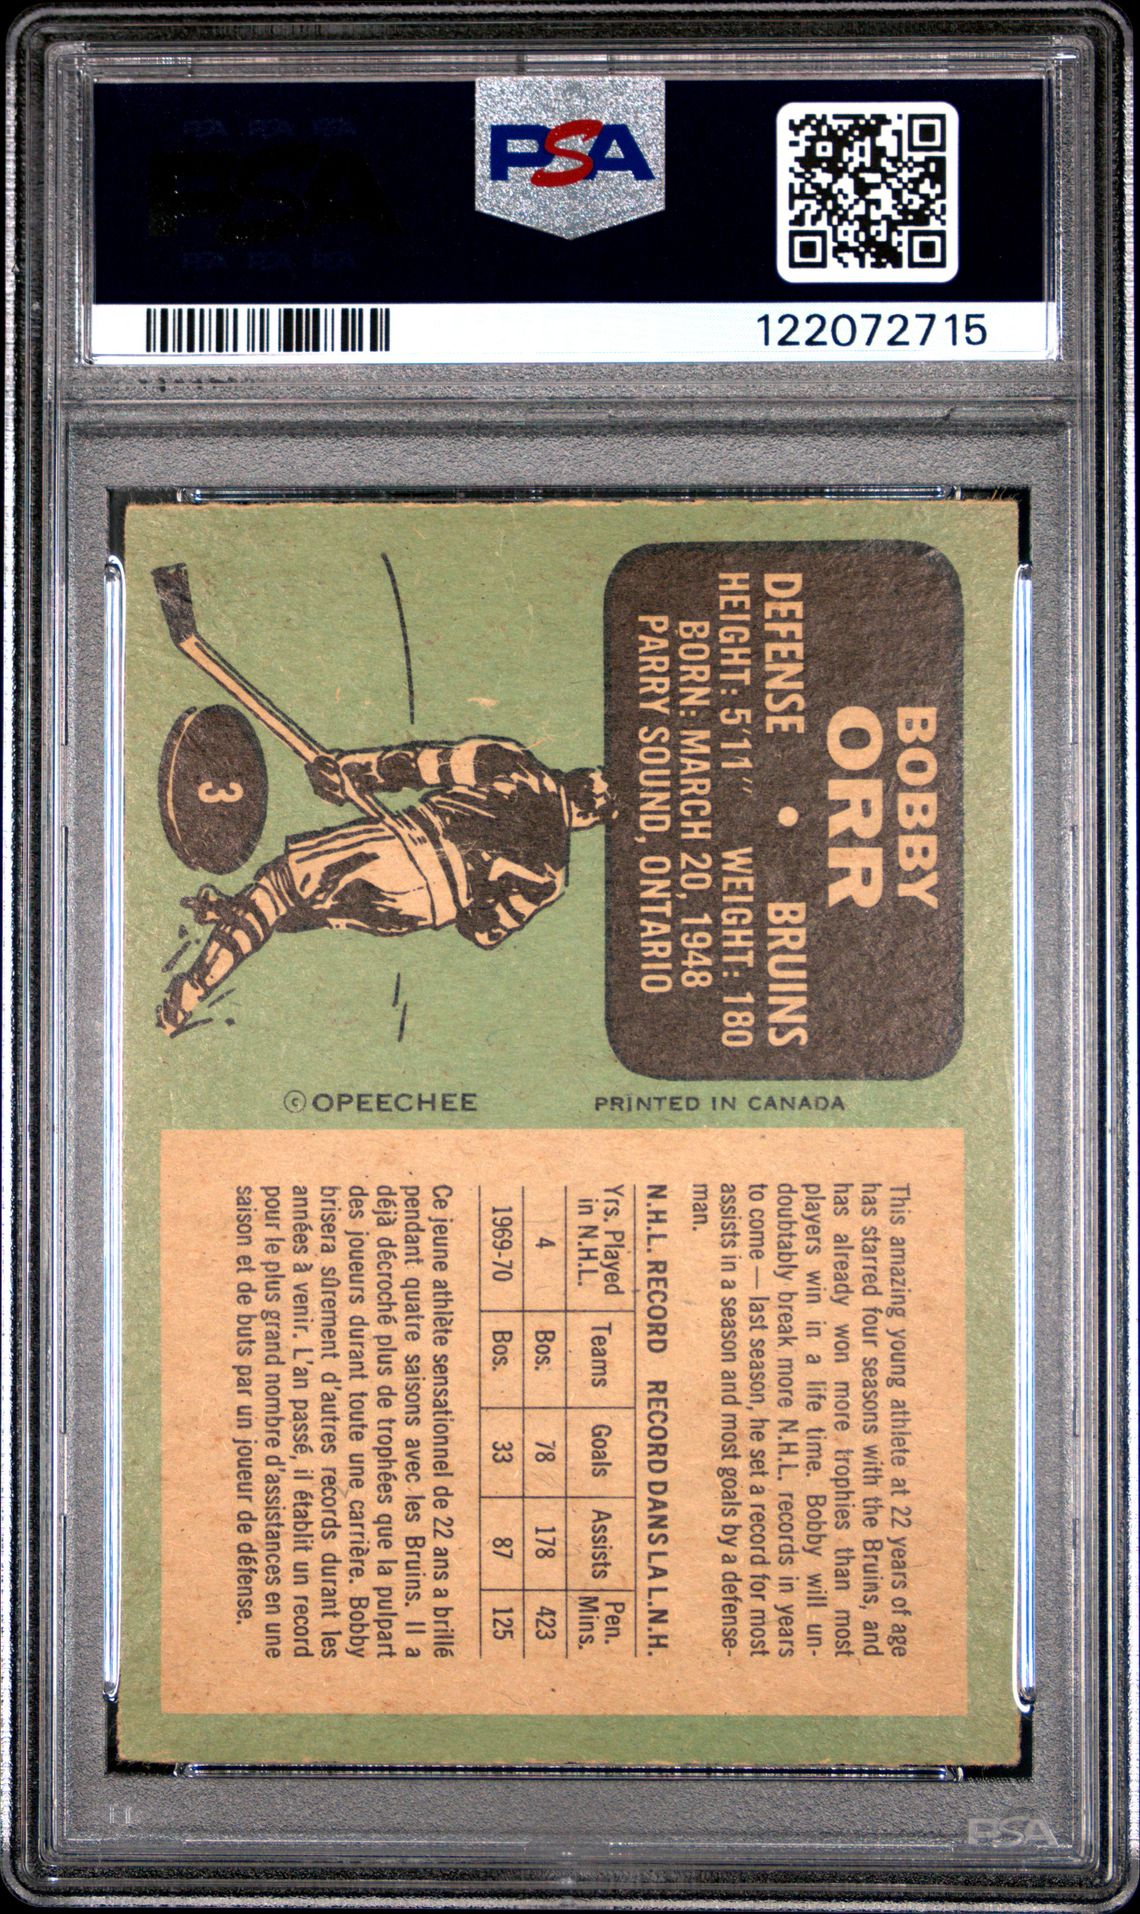 PSA
122072715
BOBBY
ORR
DEFENSE • BRUINS
HEIGHT: 5'11" WEIGHT: 180
BORN: MARCH 20, 1948
PARRY SOUND, ONTARIO
3
© OPEECHEE PRINTED IN CANADA
This amazing young athlete at 22 years of age
has starred four seasons with the Bruins, and
has already won more trophies than most
players win in a life time. Bobby will un-
doubtably break more N.H.L. records in years
to come — last season, he set a record for most
assists in a season and most goals by a defense-
man.
N.H.L. RECORD RECORD DANS LA L.N.H.
Yrs. Played in N.H.L. Teams Goals Assists Pen. Mins.
4 Bos. 78 178 423
1969-70 Bos. 33 87 125
Ce jeune athlète sensationnel de 22 ans a brillé
pendant quatre saisons avec les Bruins. Il a
déjà décroché plus de trophées que la pulpart
des joueurs durant toute une carrière. Bobby
brisera sûrement d'autres records durant les
années à venir. L'an passé, il établit un record
pour le plus grand nombre d'assistances en une
saison et de buts par un joueur de défense.
PSA